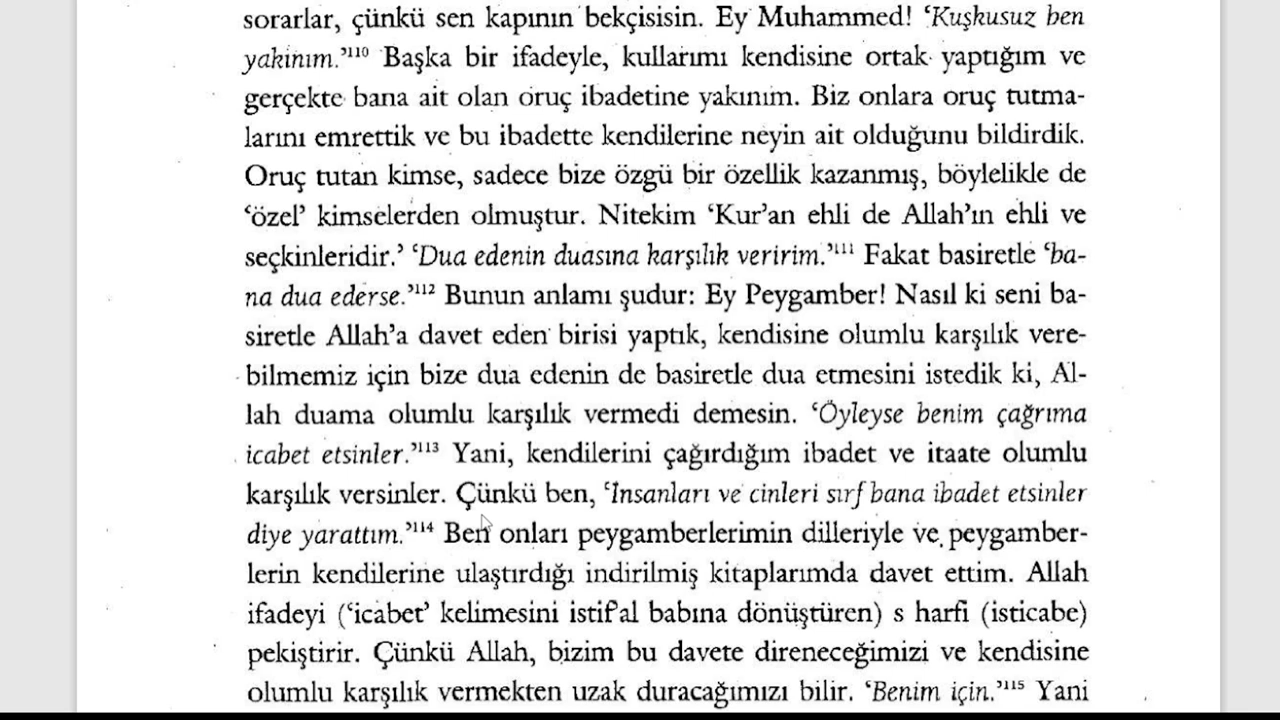 sorarlar, çünkü sen kapının bekçisisin. Ey Muhammed! ‘Kuşkusuz ben
yakinım.’¹¹⁰ Başka bir ifadeyle, kullarımı kendisine ortak yaptığım ve
gerçekte bana ait olan oruç ibadetine yakınım. Biz onlara oruç tutma-
larını emrettik ve bu ibadette kendilerine neyin ait olduğunu bildirdik.
Oruç tutan kimse, sadece bize özgü bir özellik kazanmış, böylelikle de
‘özel’ kimselerden olmuştur. Nitekim ‘Kur’an ehli de Allah’ın ehli ve
seçkinleridir.’ ‘Dua edenin duasına karşılık veririm.’¹¹¹ Fakat basiretle ‘ba-
na dua ederse.’¹¹² Bunun anlamı şudur: Ey Peygamber! Nasıl ki seni ba-
siretle Allah’a davet eden birisi yaptık, kendisine olumlu karşılık vere-
bilmemiz için bize dua edenin de basiretle dua etmesini istedik ki, Al-
lah duama olumlu karşılık vermedi demesin. ‘Öyleyse benim çağrıma
icabet etsinler.’¹¹³ Yani, kendilerini çağırdığım ibadet ve itaate olumlu
karşılık versinler. Çünkü ben, ‘İnsanları ve cinleri sırf bana ibadet etsinler
diye yarattım.’¹¹⁴ Ben onları peygamberlerimin dilleriyle ve peygamber-
lerin kendilerine ulaştırdığı indirilmiş kitaplarımda davet ettim. Allah
ifadeyi (‘icabet’ kelimesini istif'al babına dönüştüren) s harfi (isticabe)
pekiştirir. Çünkü Allah, bizim bu davete direneceğimizi ve kendisine
olumlu karşılık vermekten uzak duracağımızı bilir. ‘Benim için.’¹¹⁵ Yani